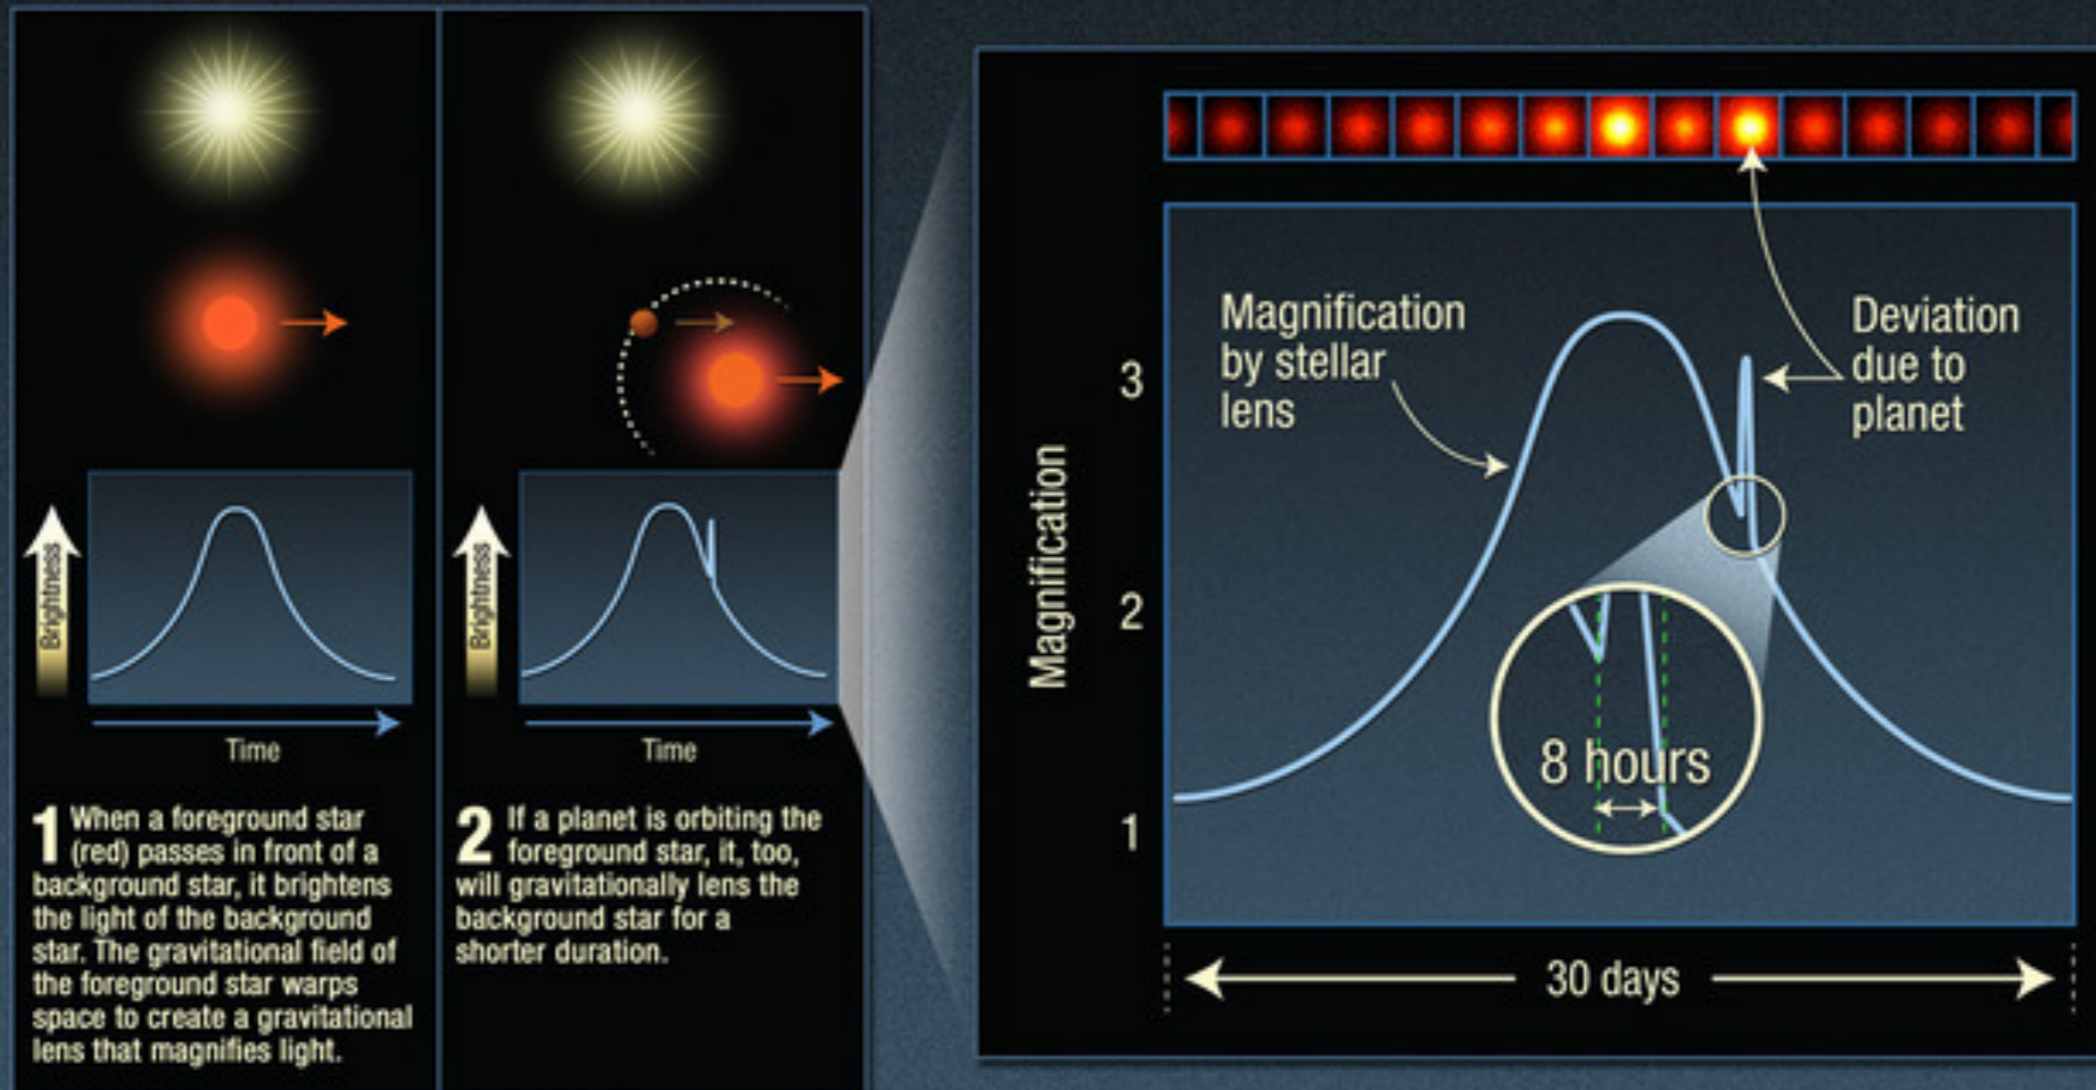 Brightness
Time
1 When a foreground star
(red) passes in front of a
background star, it brightens
the light of the background
star. The gravitational field of
the foreground star warps
space to create a gravitational
lens that magnifies light.
Brightness
Time
2 If a planet is orbiting the
foreground star, it, too,
will gravitationally lens the
background star for a
shorter duration.
Magnification
3
2
1
Magnification
by stellar
lens
Deviation
due to
planet
8 hours
30 days